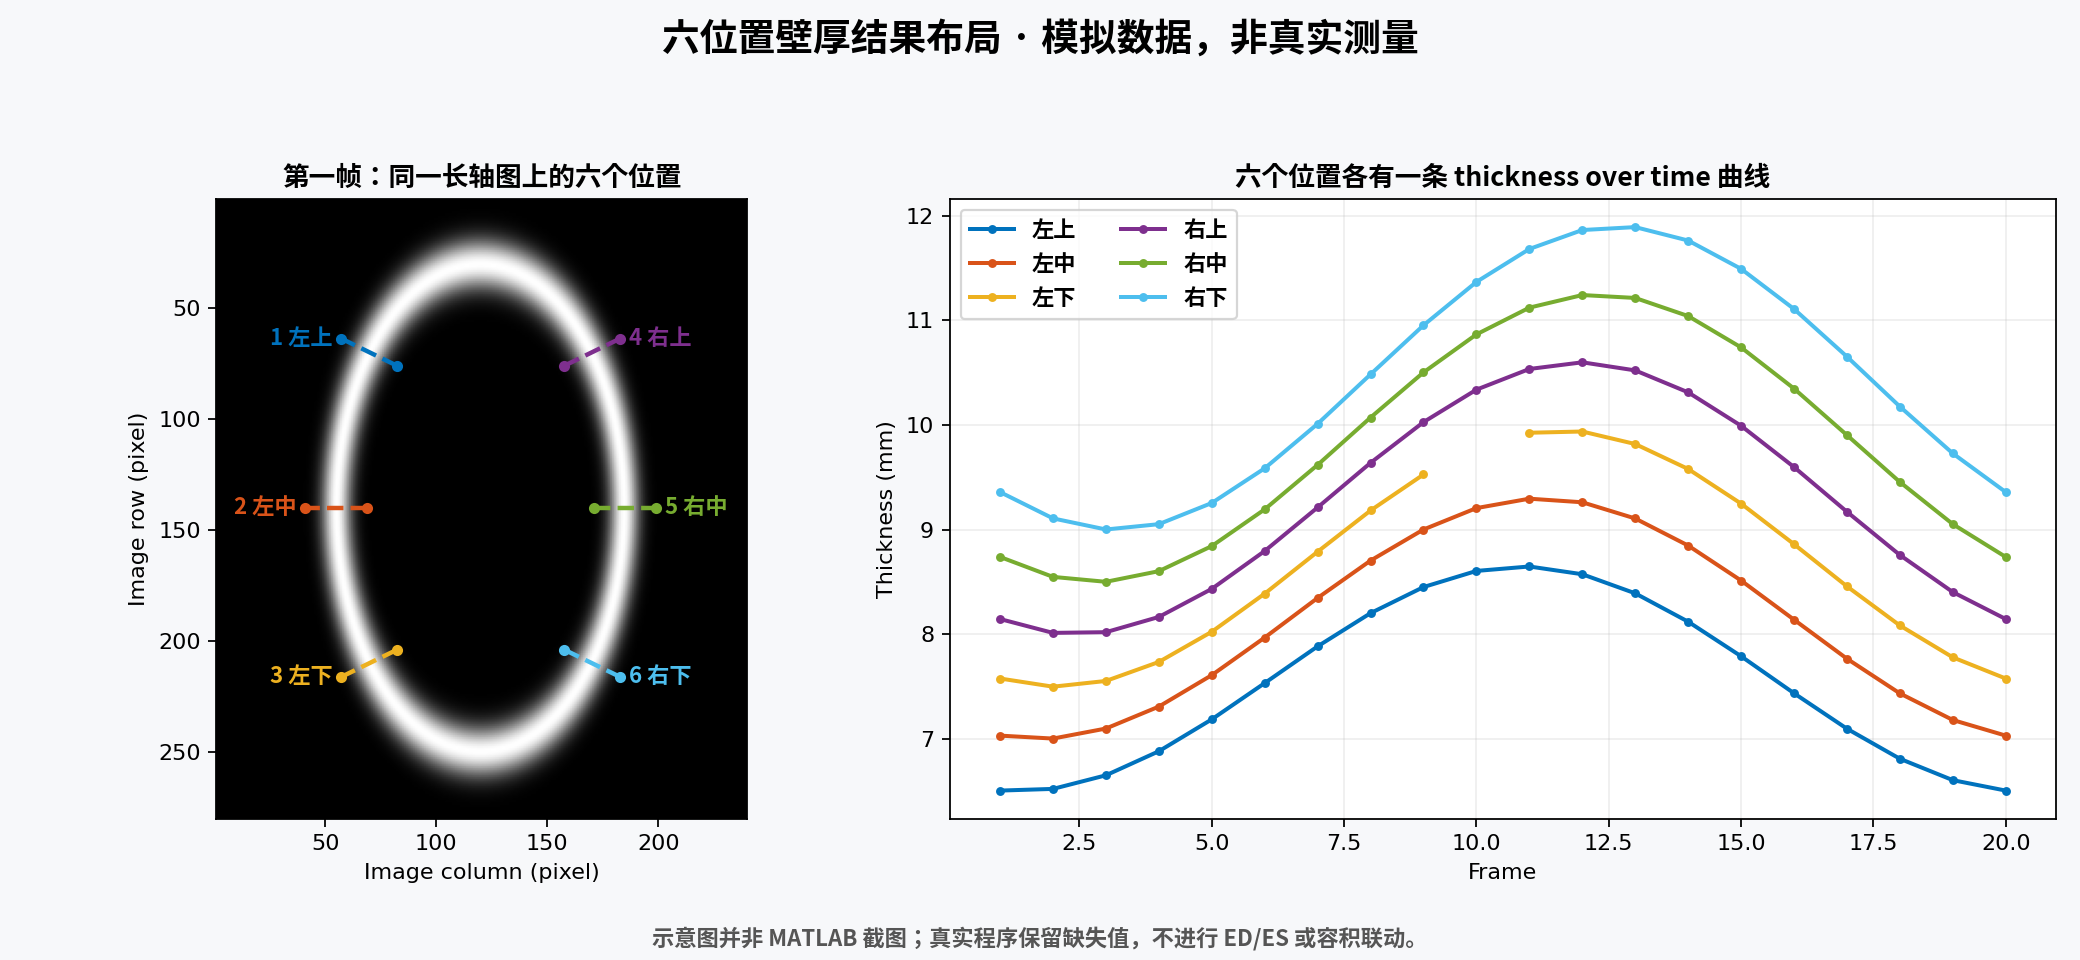 六位置壁厚结果布局 · 模拟数据，非真实测量
第一帧：同一长轴图上的六个位置
50
100
150
200
250
Image row (pixel)
1 左上
2 左中
3 左下
4 右上
5 右中
6 右下
50 100 150 200
Image column (pixel)
六个位置各有一条 thickness over time 曲线
左上 右上
左中 右中
左下 右下
12
11
10
9
8
7
Thickness (mm)
2.5 5.0 7.5 10.0 12.5 15.0 17.5 20.0
Frame
示意图并非 MATLAB 截图；真实程序保留缺失值，不进行 ED/ES 或容积联动。